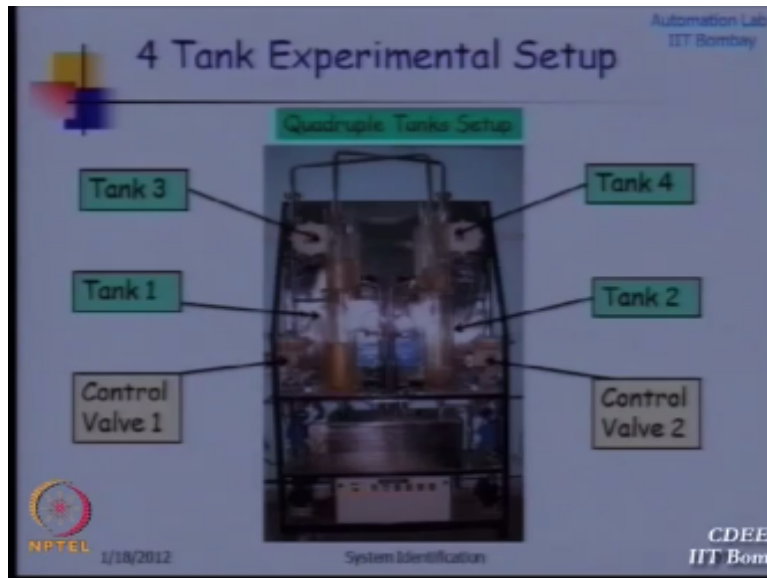 Automation Lab
IIT Bombay
4 Tank Experimental Setup
Quadruple Tanks Setup
Tank 3
Tank 4
Tank 1
Tank 2
Control
Valve 1
Control
Valve 2
NPTEL
1/18/2012
System Identification
CDEE
IIT Bom